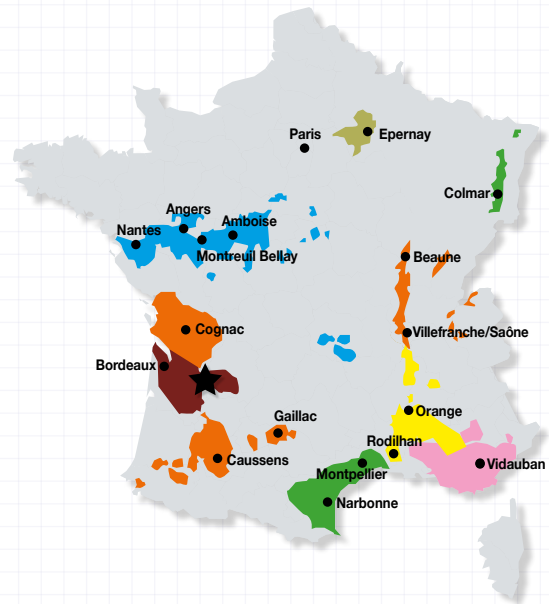 Paris
Epernay
Colmar
Angers
Amboise
Nantes
Montreuil Bellay
Beaune
Cognac
Villefranche/Saône
Bordeaux
Gaillac
Orange
Rodilhan
Caussens
Montpellier
Vidauban
Narbonne